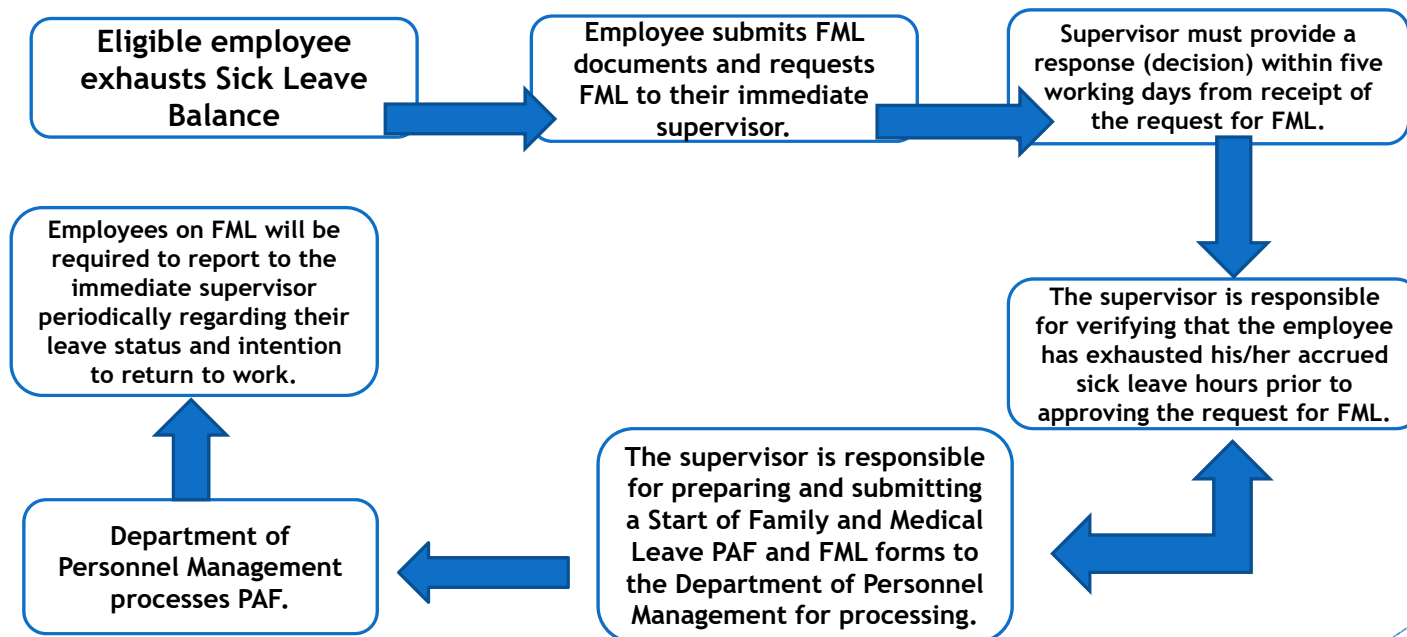 Eligible employee
exhausts Sick Leave
Balance
Employee submits FML
documents and requests
FML to their immediate
supervisor.
Supervisor must provide a
response (decision) within five
working days from receipt of
the request for FML.
The supervisor is responsible
for verifying that the employee
has exhausted his/her accrued
sick leave hours prior to
approving the request for FML.
The supervisor is responsible
for preparing and submitting
a Start of Family and Medical
Leave PAF and FML forms to
the Department of Personnel
Management for processing.
Department of
Personnel Management
processes PAF.
Employees on FML will be
required to report to the
immediate supervisor
periodically regarding their
leave status and intention
to return to work.